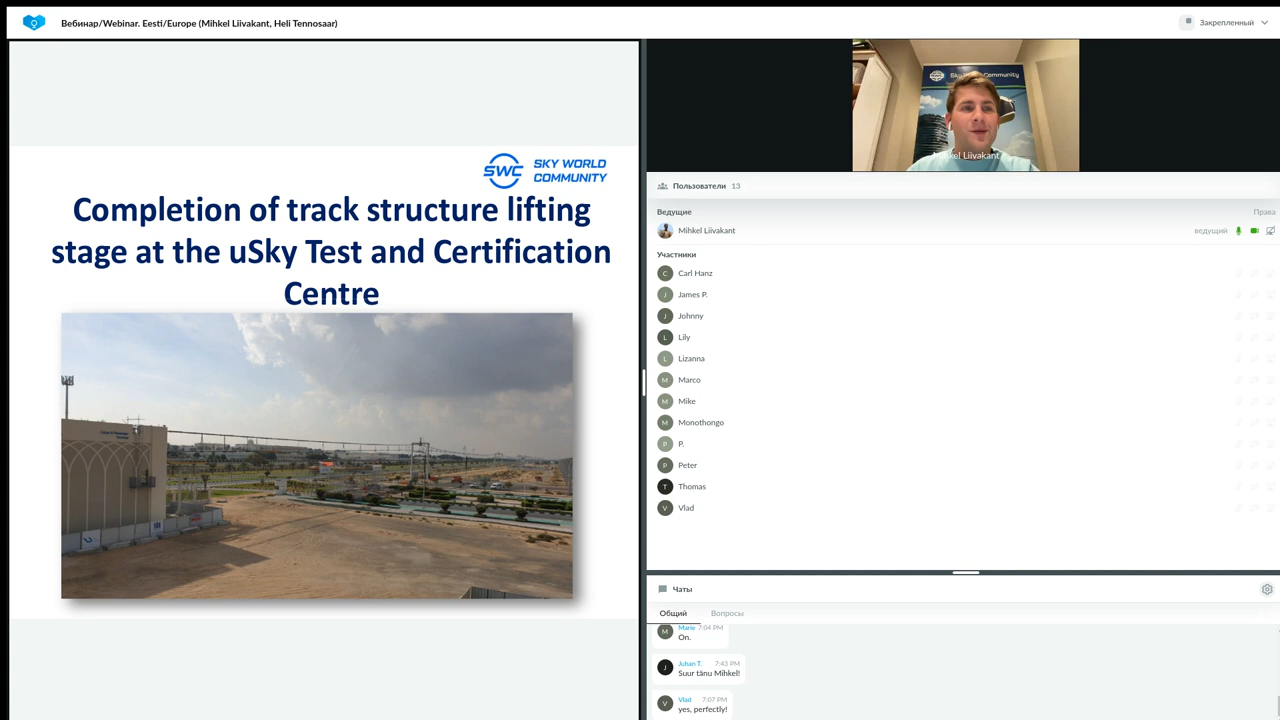 Вебинар/Webinar. Eesti/Europe (Mihkel Liivakant, Heli Tennosaar)
Закрепленный
SWC SKY WORLD
COMMUNITY
Completion of track structure lifting
stage at the uSky Test and Certification
Centre
Mihkel Liivakant
Пользователи 13
Ведущие Права
Mihkel Liivakant ведущий
Участники
C Carl Hanz
J James P.
J Johnny
L Lily
L Lizanna
M Marco
M Mike
M Monothongo
P P.
P Peter
T Thomas
V Vlad
Чаты
Общий Вопросы
M Marie 7:04 PM
On.
J Juhan T. 7:43 PM
Suur tänu Mihkel!
V Vlad 7:07 PM
yes, perfectly!